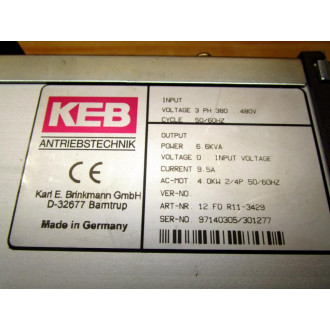 KEB
ANTRIEBSTECHNIK
CE
Karl E. Brinkmann GmbH
D-32677 Barntrup
Made in Germany
INPUT
VOLTAGE 3 PH 380 480V
CYCLE 50/60HZ
OUTPUT
POWER 6.6KVA
VOLTAGE 0 INPUT VOLTAGE
CURRENT 9.5A
AC-MOT 4.0KW 2/4P 50/60HZ
VER-NO.
ART-NR. 12 F0 R11-3429
SER-NO. 97140305/301277